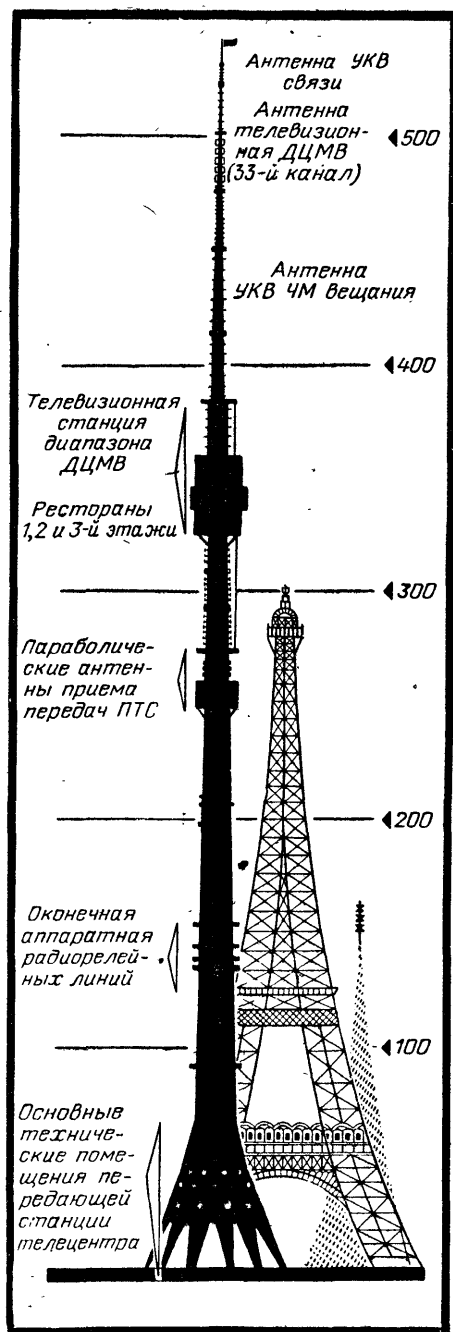 Антенна УКВ
связи
Антенна
телевизион-
ная ДЦМВ
(33-й канал)
500
Антенна
УКВ ЧМ вещания
400
Телевизионная
станция
диапазона
ДЦМВ
Рестораны
1,2 и 3-й этажи
300
Параболиче-
ские антен-
ны приема
передач ПТС
200
Оконечная
аппаратная
радиорелей-
ных линий
100
Основные
техниче-
ские поме-
щения пе-
редающей
станции
телецентра